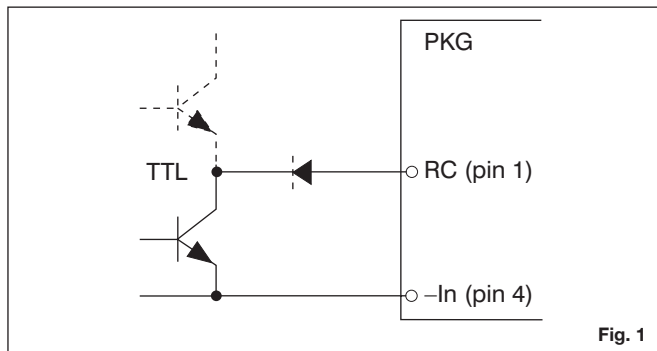 PKG
TTL
RC (pin 1)
–In (pin 4)
Fig. 1